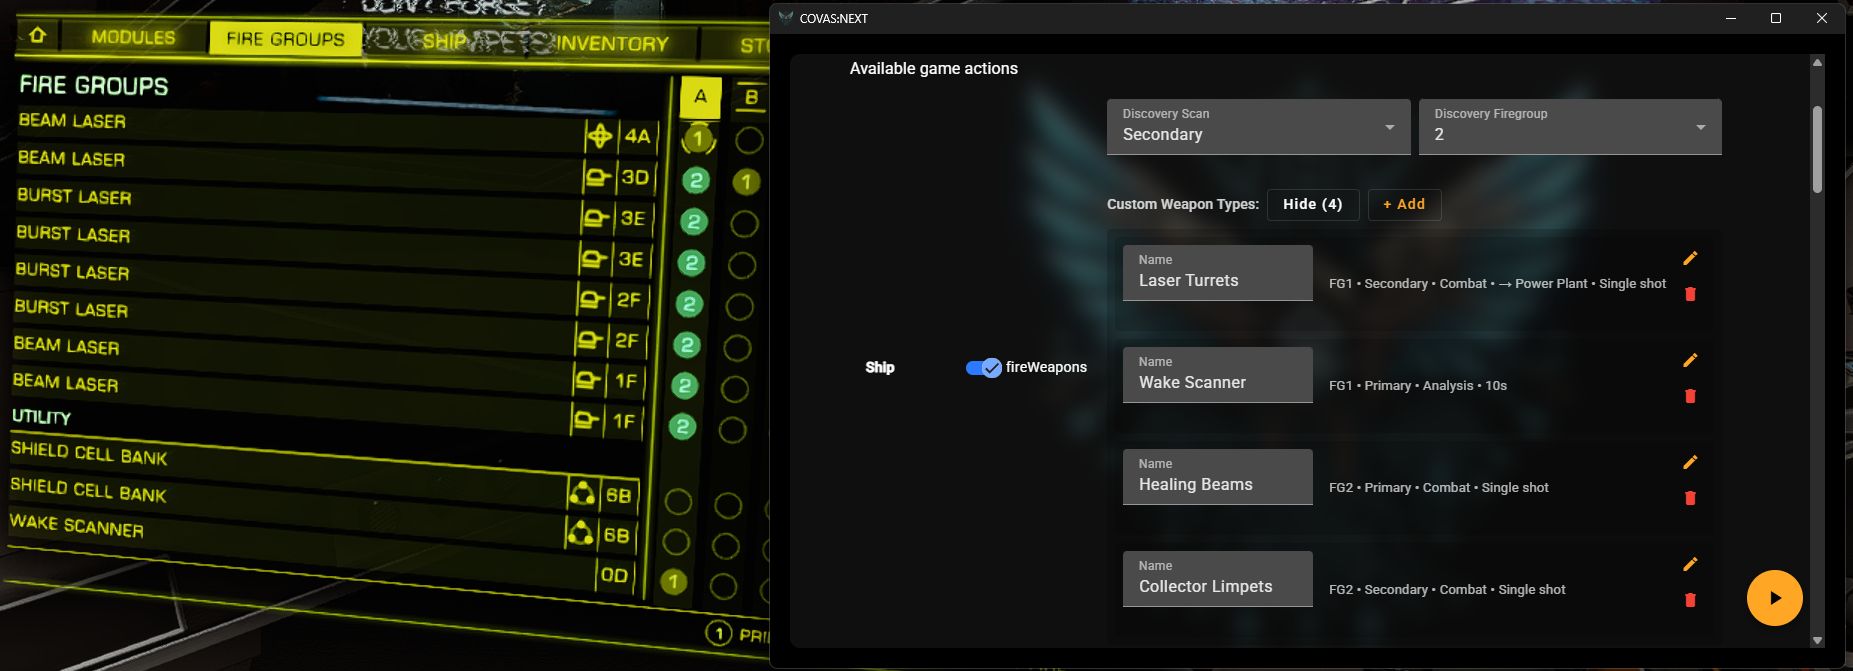 DON'T FORGET
MODULES
FIRE GROUPS
SHIP
INVENTORY
FIRE GROUPS
A
B
BEAM LASER
4A
1
BEAM LASER
3D
2
1
BURST LASER
3E
2
BURST LASER
3E
2
BURST LASER
2F
2
BURST LASER
2F
2
BEAM LASER
1F
2
BEAM LASER
1F
2
UTILITY
SHIELD CELL BANK
6B
SHIELD CELL BANK
6B
WAKE SCANNER
0D
1
1
COVAS:NEXT
Available game actions
Discovery Scan
Secondary
Discovery Firegroup
2
Custom Weapon Types:
Hide (4)
+ Add
Name
Laser Turrets
FG1 • Secondary • Combat • → Power Plant • Single shot
Ship
fireWeapons
Name
Wake Scanner
FG1 • Primary • Analysis • 10s
Name
Healing Beams
FG2 • Primary • Combat • Single shot
Name
Collector Limpets
FG2 • Secondary • Combat • Single shot